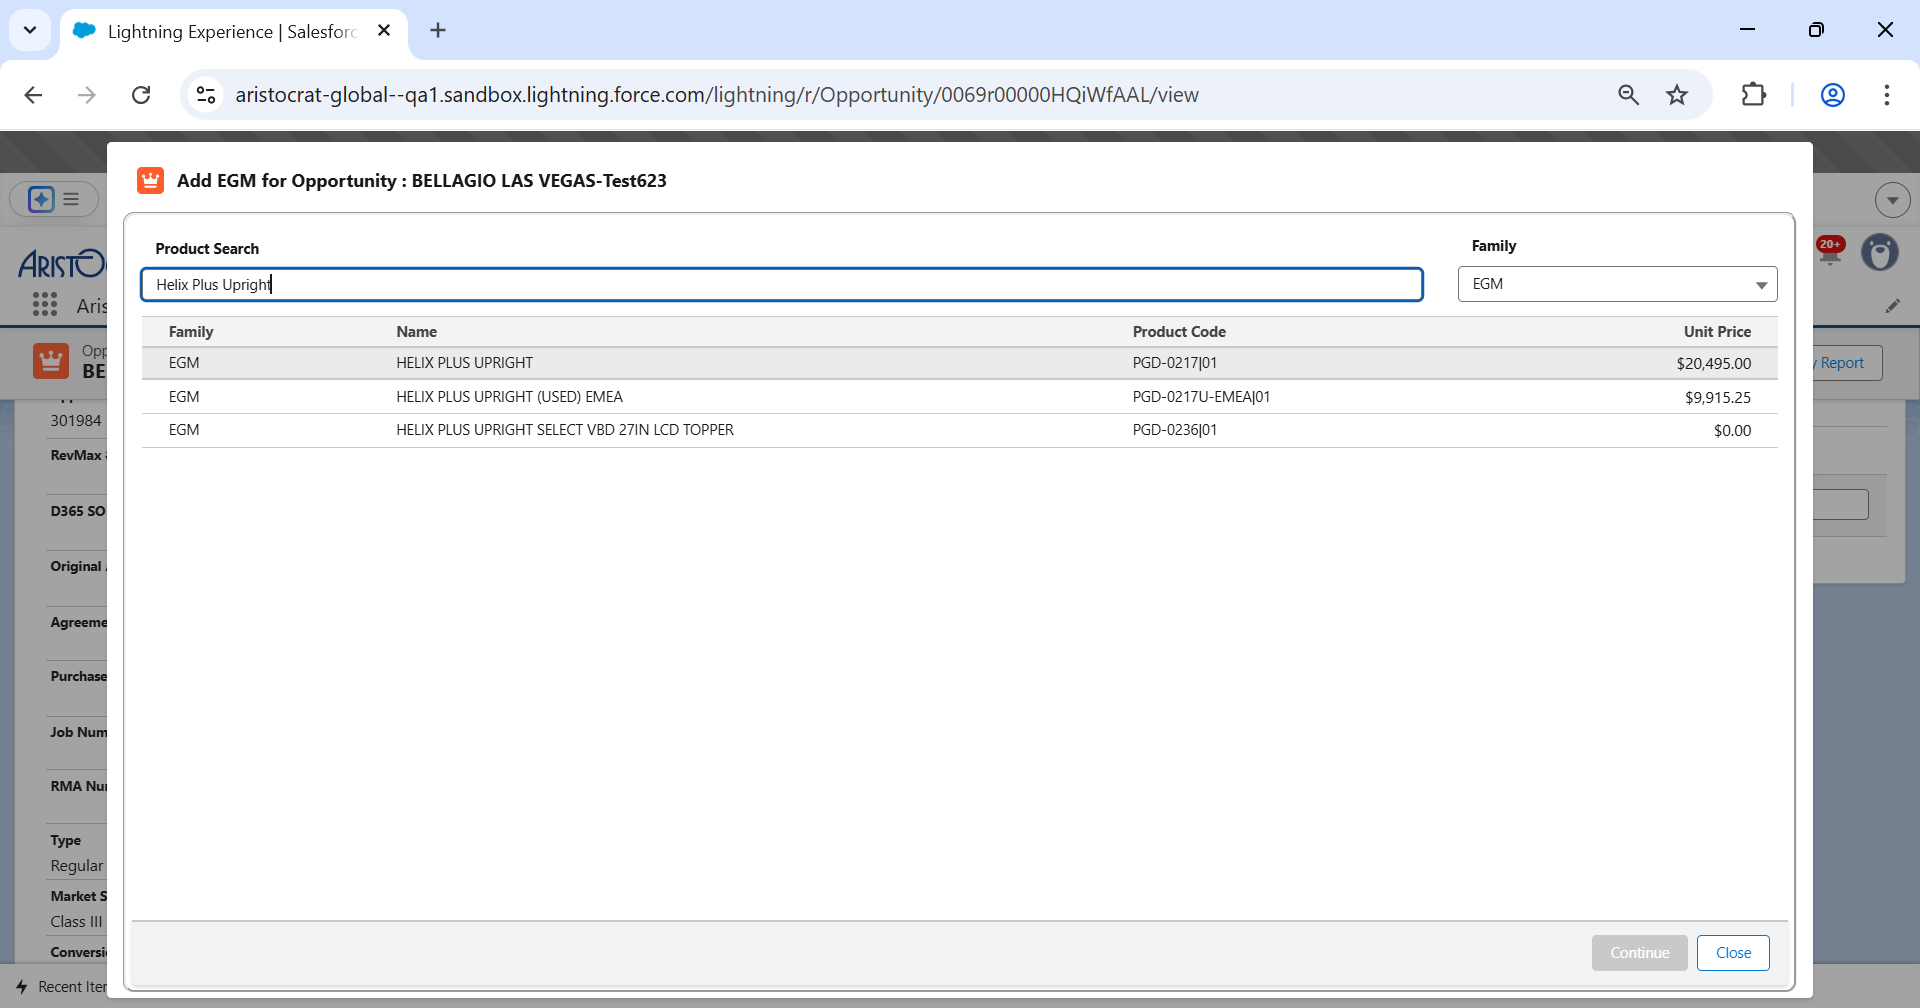 Lightning Experience | Salesforc
aristocrat-global--qa1.sandbox.lightning.force.com/lightning/r/Opportunity/0069r00000HQiWfAAL/view
Add EGM for Opportunity : BELLAGIO LAS VEGAS-Test623
Product Search
Family
Helix Plus Upright
EGM
Family Name Product Code Unit Price
EGM HELIX PLUS UPRIGHT PGD-0217|01 $20,495.00
EGM HELIX PLUS UPRIGHT (USED) EMEA PGD-0217U-EMEA|01 $9,915.25
EGM HELIX PLUS UPRIGHT SELECT VBD 27IN LCD TOPPER PGD-0236|01 $0.00
Continue
Close
ARISTO
20+
Aris
Opp
BE
y Report
301984
RevMax
D365 SO
Original
Agreeme
Purchase
Job Num
RMA Nu
Type
Regular
Market S
Class III
Conversi
Recent Iter